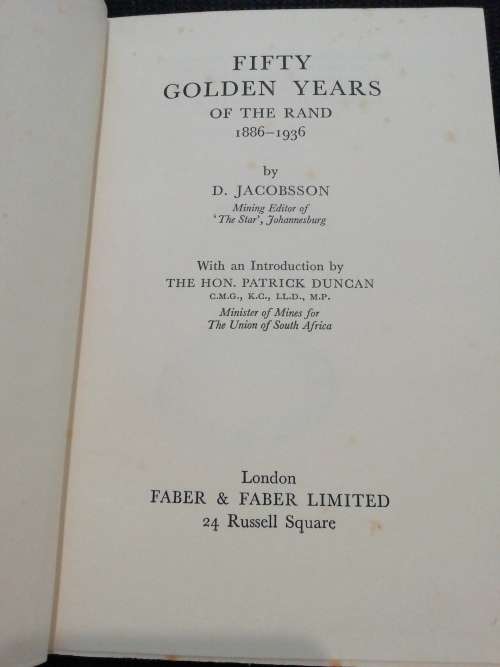 FIFTY
GOLDEN YEARS
OF THE RAND
1886–1936
by
D. JACOBSSON
Mining Editor of
'The Star', Johannesburg
With an Introduction by
THE HON. PATRICK DUNCAN
C.M.G., K.C., LL.D., M.P.
Minister of Mines for
The Union of South Africa
London
FABER & FABER LIMITED
24 Russell Square